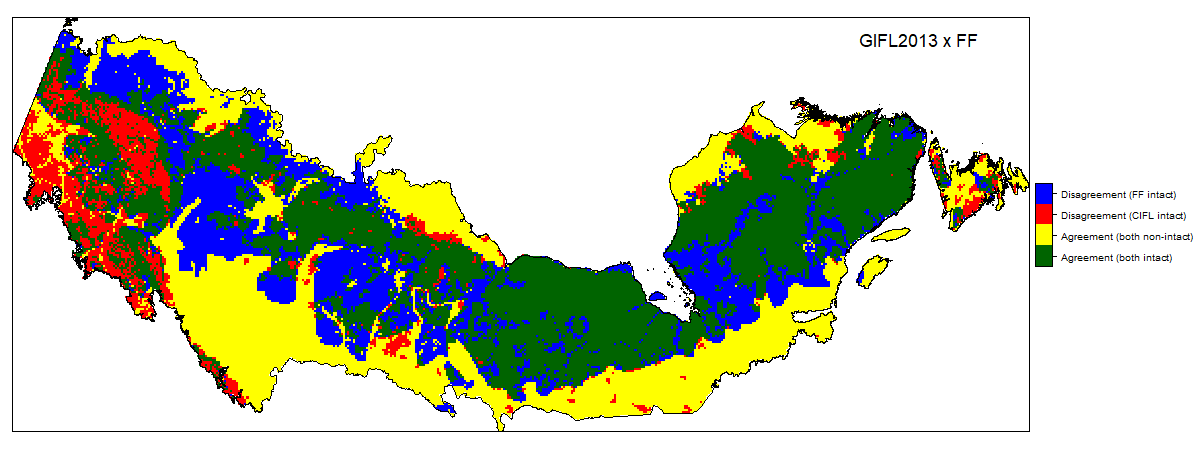 GIFL2013 x FF
Disagreement (FF intact)
Disagreement (CIFL intact)
Agreement (both non-intact)
Agreement (both intact)